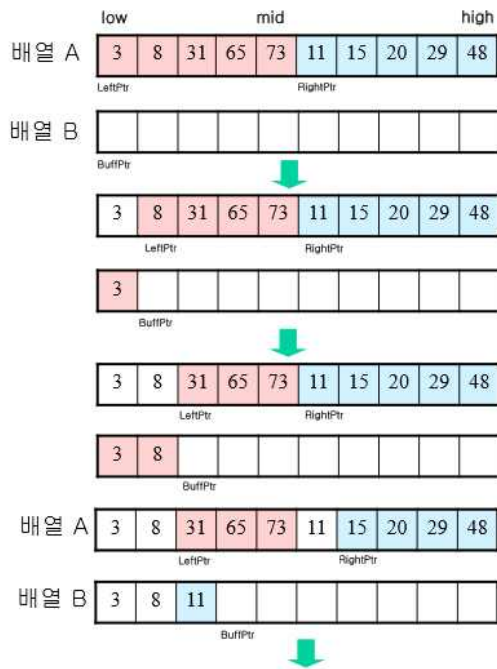 low mid high
배열 A 3 8 31 65 73 11 15 20 29 48
LeftPtr RightPtr
배열 B
BuffPtr
3 8 31 65 73 11 15 20 29 48
LeftPtr RightPtr
3
BuffPtr
3 8 31 65 73 11 15 20 29 48
LeftPtr RightPtr
3 8
BuffPtr
배열 A 3 8 31 65 73 11 15 20 29 48
LeftPtr RightPtr
배열 B 3 8 11
BuffPtr